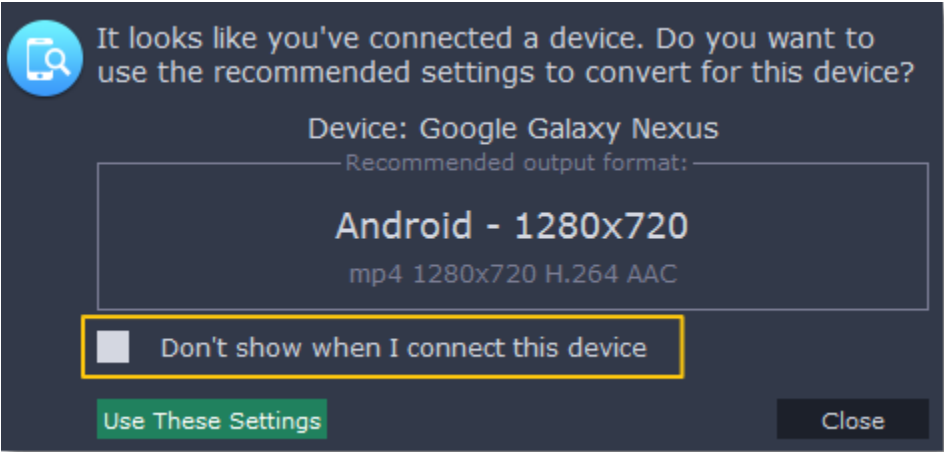 It looks like you've connected a device. Do you want to
use the recommended settings to convert for this device?
Device: Google Galaxy Nexus
Recommended output format:
Android - 1280x720
mp4 1280x720 H.264 AAC
Don't show when I connect this device
Use These Settings
Close